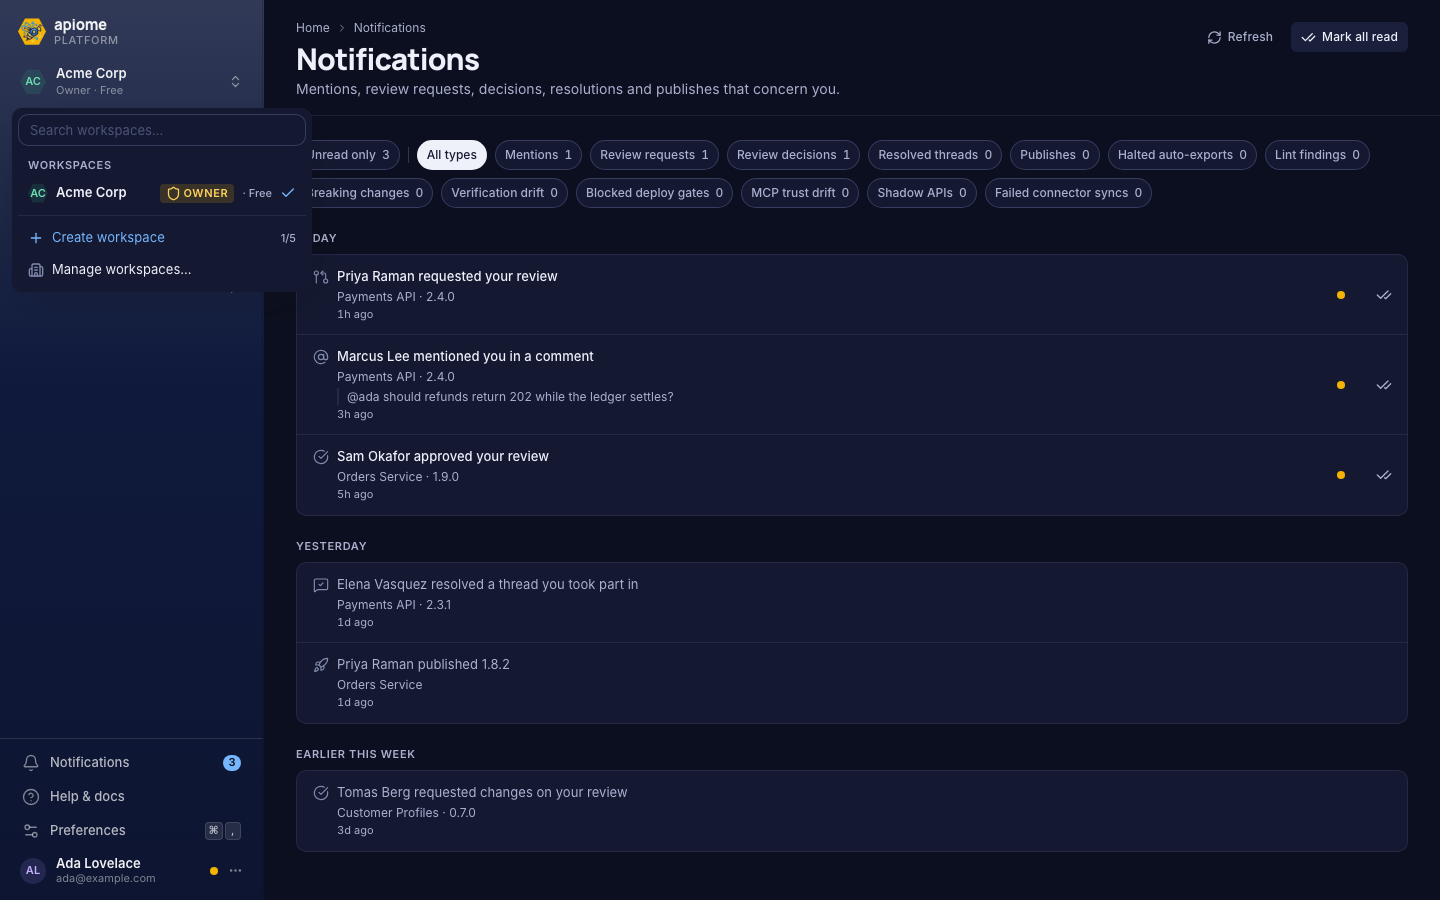 apiome
PLATFORM
AC
Acme Corp
Owner · Free
Search workspaces...
WORKSPACES
AC Acme Corp OWNER · Free
Create workspace 1/5
Manage workspaces...
Notifications 3
Help & docs
Preferences ⌘ ,
AL
Ada Lovelace
ada@example.com
Home Notifications
Notifications
Mentions, review requests, decisions, resolutions and publishes that concern you.
Refresh
Mark all read
Unread only 3 All types Mentions 1 Review requests 1 Review decisions 1 Resolved threads 0 Publishes 0 Halted auto-exports 0 Lint findings 0
Breaking changes 0 Verification drift 0 Blocked deploy gates 0 MCP trust drift 0 Shadow APIs 0 Failed connector syncs 0
DAY
Priya Raman requested your review
Payments API · 2.4.0
1h ago
Marcus Lee mentioned you in a comment
Payments API · 2.4.0
@ada should refunds return 202 while the ledger settles?
3h ago
Sam Okafor approved your review
Orders Service · 1.9.0
5h ago
YESTERDAY
Elena Vasquez resolved a thread you took part in
Payments API · 2.3.1
1d ago
Priya Raman published 1.8.2
Orders Service
1d ago
EARLIER THIS WEEK
Tomas Berg requested changes on your review
Customer Profiles · 0.7.0
3d ago